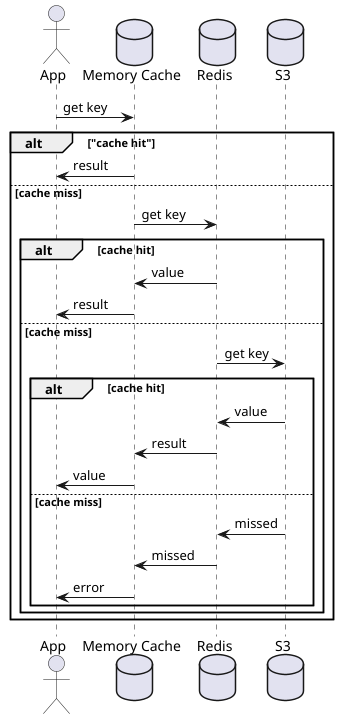 App Memory Cache Redis S3
get key
alt ["cache hit"]
result
[cache miss]
get key
alt [cache hit]
value
result
[cache miss]
get key
alt [cache hit]
value
result
value
[cache miss]
missed
missed
error
App Memory Cache Redis S3